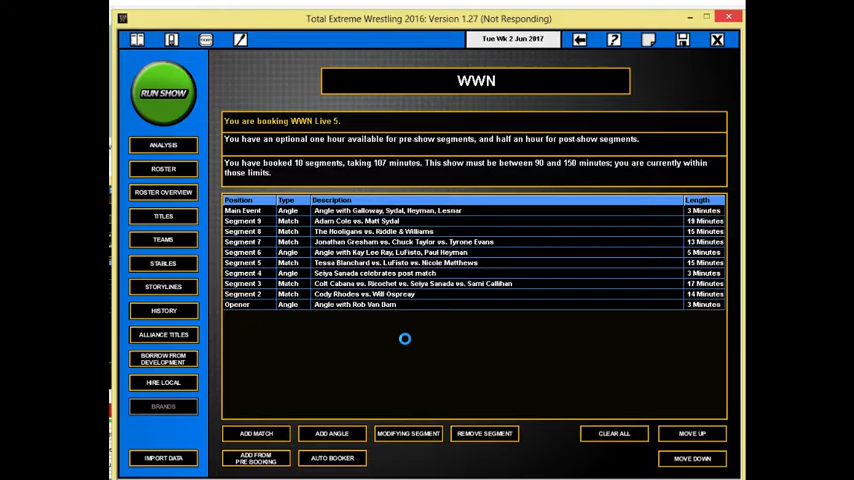 Total Extreme Wrestling 2016: Version 1.27 (Not Responding)
Tue Wk 2 Jun 2017
WWN
RUN SHOW
You are booking WWN Live 5.
You have an optional one hour available for pre-show segments, and half an hour for post-show segments.
You have booked 10 segments, taking 107 minutes. This show must be between 90 and 150 minutes; you are currently within
those limits.
ANALYSIS
ROSTER
ROSTER OVERVIEW
TITLES
TEAMS
STABLES
STORYLINES
HISTORY
ALLIANCE TITLES
BORROW FROM
DEVELOPMENT
HIRE LOCAL
BRANDS
IMPORT DATA
Position Type Description Length
Main Event Angle Angle with Galloway, Sydal, Heyman, Lesnar 3 Minutes
Segment 9 Match Adam Cole vs. Matt Sydal 19 Minutes
Segment 8 Match The Hooligans vs. Riddle & Williams 15 Minutes
Segment 7 Match Jonathan Gresham vs. Chuck Taylor vs. Tyrone Evans 13 Minutes
Segment 6 Angle Angle with Kay Lee Ray, LuFisto, Paul Heyman 5 Minutes
Segment 5 Match Tessa Blanchard vs. LuFisto vs. Nicole Matthews 15 Minutes
Segment 4 Angle Seiya Sanada celebrates post match 3 Minutes
Segment 3 Match Colt Cabana vs. Ricochet vs. Seiya Sanada vs. Sami Callihan 17 Minutes
Segment 2 Match Cody Rhodes vs. Will Ospreay 14 Minutes
Opener Angle Angle with Rob Van Dam 3 Minutes
ADD MATCH
ADD ANGLE
MODIFYING SEGMENT
REMOVE SEGMENT
CLEAR ALL
MOVE UP
ADD FROM
PRE BOOKING
AUTO BOOKER
MOVE DOWN